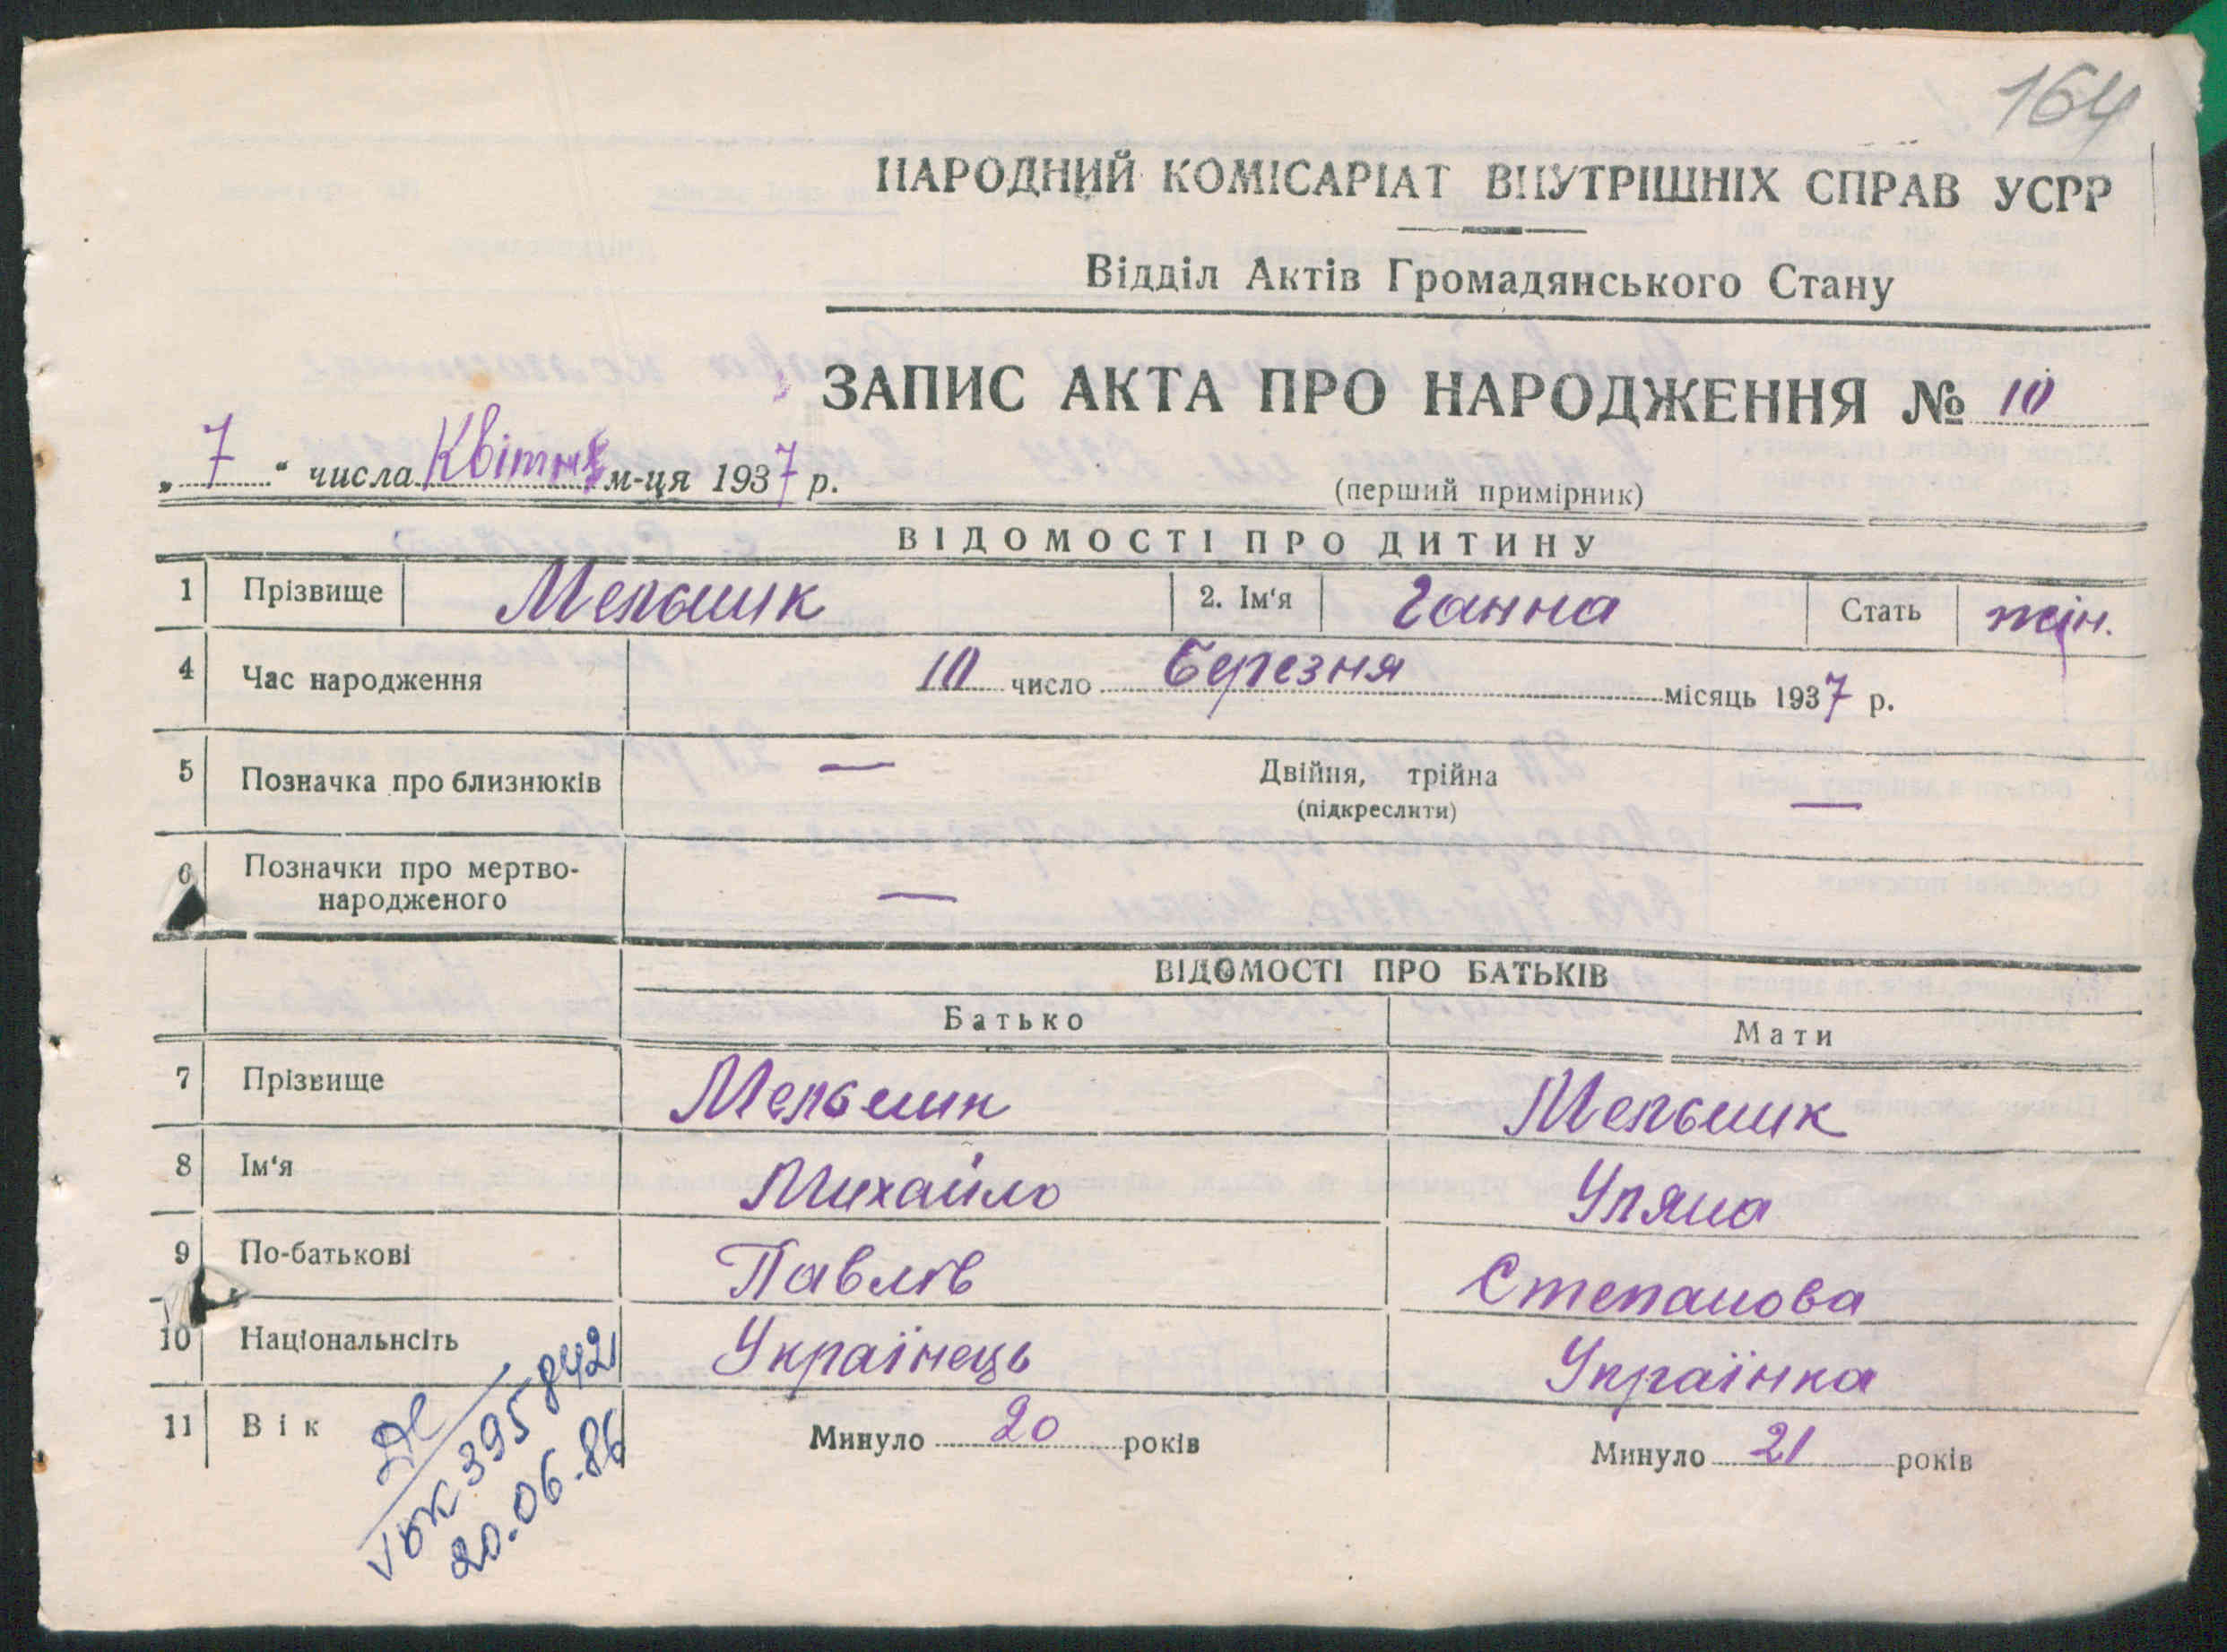 164
НАРОДНИЙ КОМІСАРІАТ ВНУТРІШНІХ СПРАВ УСРР
Відділ Актів Громадянського Стану
ЗАПИС АКТА ПРО НАРОДЖЕННЯ № 10
„ 7 “ числа Квітня м-ця 1937 р.
(перший примірник)
ВІДОМОСТІ ПРО ДИТИНУ
1 Прізвище Мельник 2. Ім‘я Ганна Стать жін.
4 Час народження 10 число Березня місяць 1937 р.
5 Позначка про близнюків — Двійня, трійна —
(підкреслити)
6 Позначки про мертво-
народженого —
ВІДОМОСТІ ПРО БАТЬКІВ
Батько Мати
7 Прізвище Мельник Мельник
8 Ім‘я Михайло Уляна
9 По-батькові Павлів Степанова
10 Національнсіть Українець Українка
11 Вік Минуло 20 років Минуло 21 років
V БК 395842
20.06.86